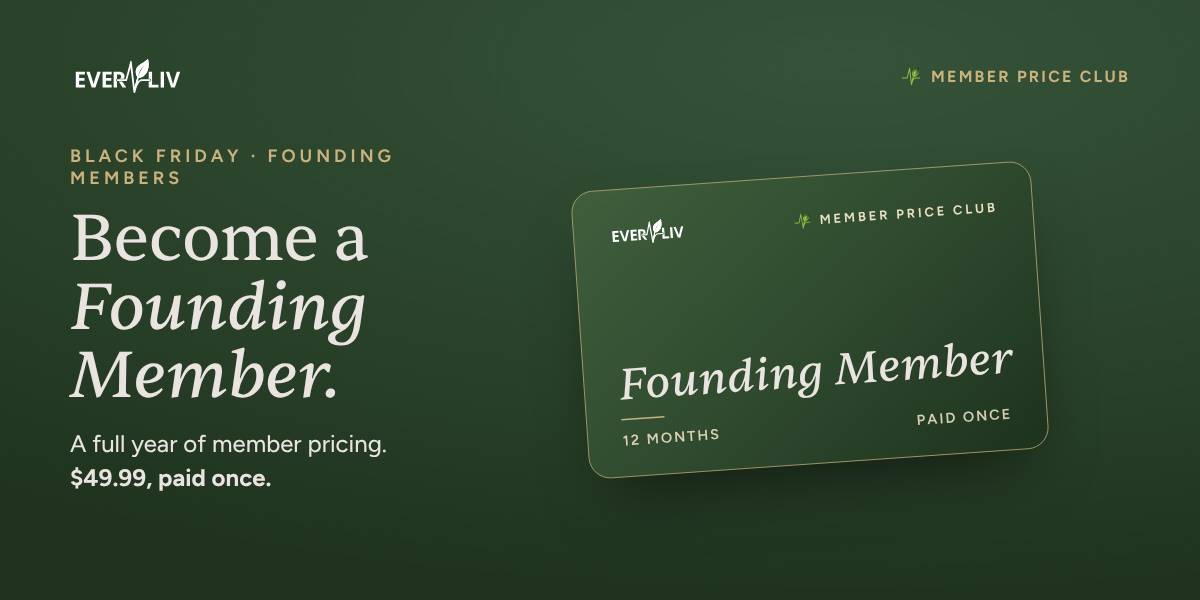 EVERLIV
MEMBER PRICE CLUB
BLACK FRIDAY · FOUNDING
MEMBERS
Become a
Founding
Member.
A full year of member pricing.
$49.99, paid once.
EVERLIV
MEMBER PRICE CLUB
Founding Member
12 MONTHS
PAID ONCE